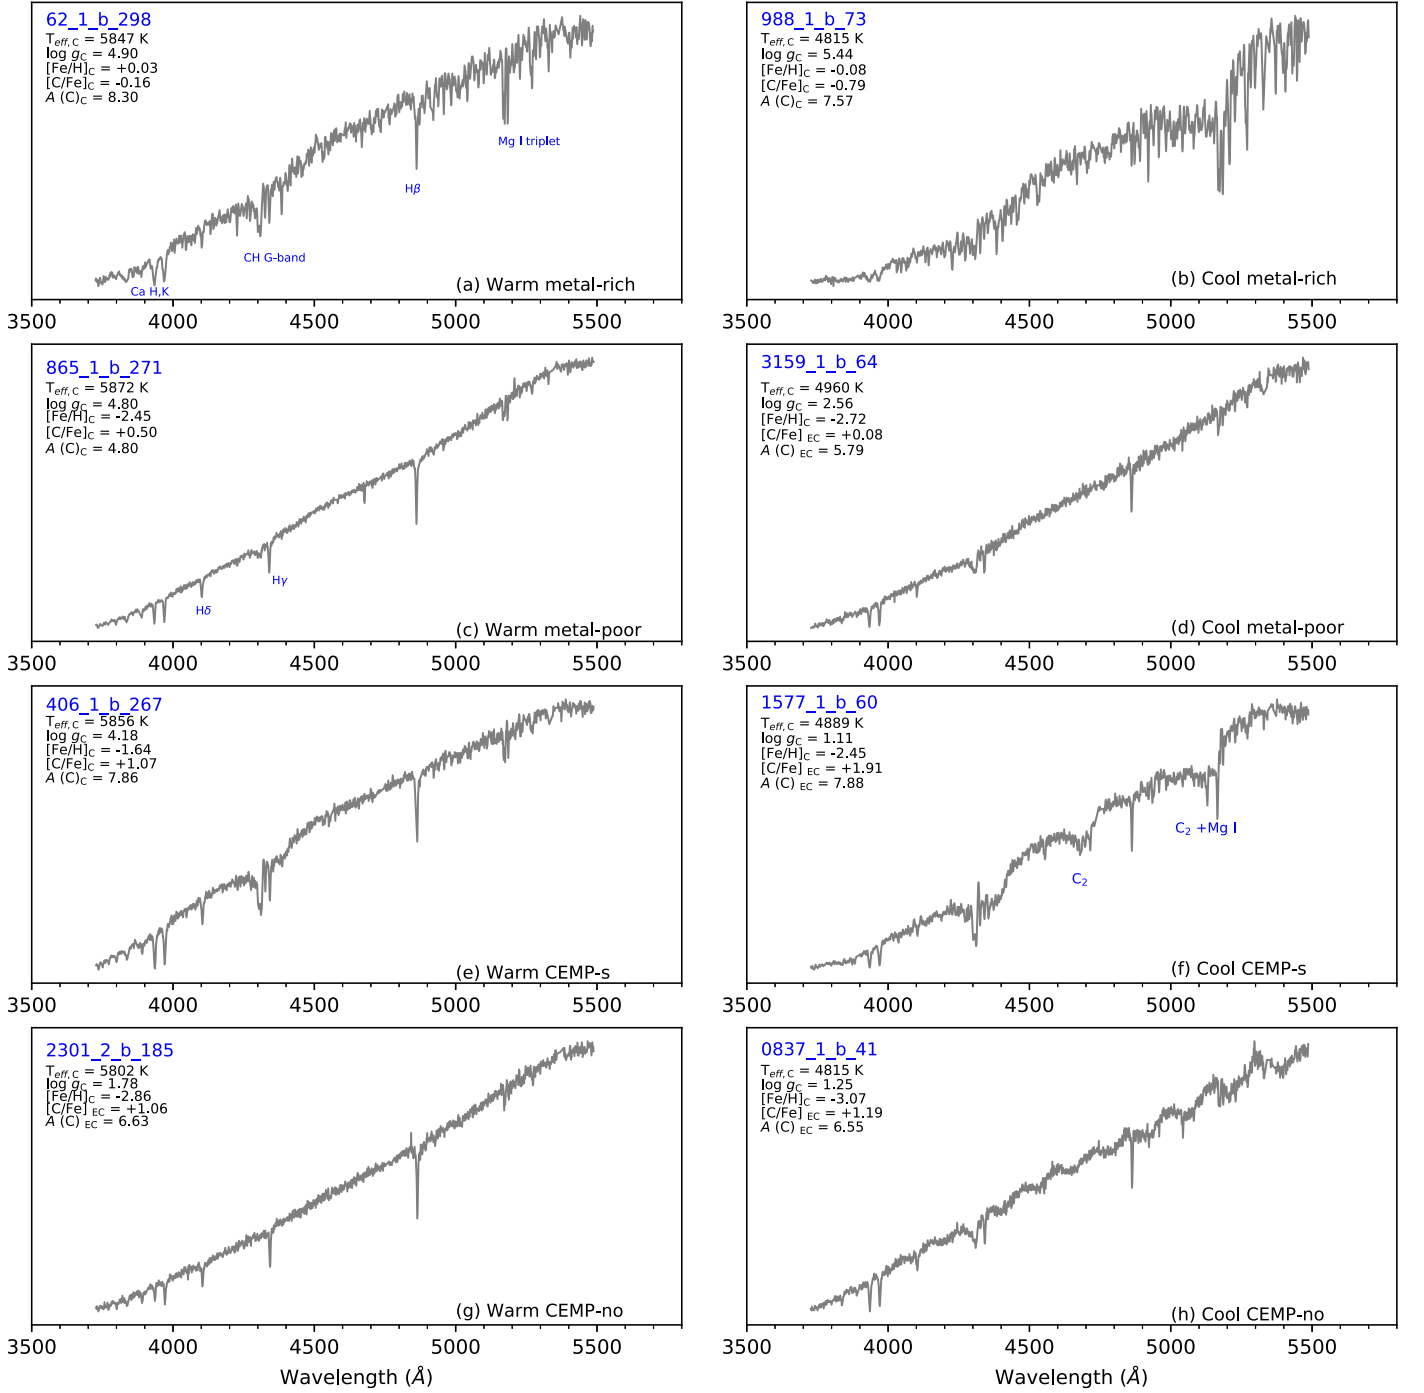 62_1_b_298
T_eff,C = 5847 K
log g_C = 4.90
[Fe/H]_C = +0.03
[C/Fe]_C = -0.16
A (C)_C = 8.30
Ca H,K
CH G-band
Hβ
Mg I triplet
(a) Warm metal-rich
3500 4000 4500 5000 5500
988_1_b_73
T_eff,C = 4815 K
log g_C = 5.44
[Fe/H]_C = -0.08
[C/Fe]_C = -0.79
A (C)_C = 7.57
(b) Cool metal-rich
3500 4000 4500 5000 5500
865_1_b_271
T_eff,C = 5872 K
log g_C = 4.80
[Fe/H]_C = -2.45
[C/Fe]_C = +0.50
A (C)_C = 4.80
Hδ
Hγ
(c) Warm metal-poor
3500 4000 4500 5000 5500
3159_1_b_64
T_eff,C = 4960 K
log g_C = 2.56
[Fe/H]_C = -2.72
[C/Fe] _EC = +0.08
A (C) _EC = 5.79
(d) Cool metal-poor
3500 4000 4500 5000 5500
406_1_b_267
T_eff,C = 5856 K
log g_C = 4.18
[Fe/H]_C = -1.64
[C/Fe]_C = +1.07
A (C)_C = 7.86
(e) Warm CEMP-s
3500 4000 4500 5000 5500
1577_1_b_60
T_eff,C = 4889 K
log g_C = 1.11
[Fe/H]_C = -2.45
[C/Fe] _EC = +1.91
A (C) _EC = 7.88
C₂
C₂ +Mg I
(f) Cool CEMP-s
3500 4000 4500 5000 5500
2301_2_b_185
T_eff,C = 5802 K
log g_C = 1.78
[Fe/H]_C = -2.86
[C/Fe] _EC = +1.06
A (C) _EC = 6.63
(g) Warm CEMP-no
3500 4000 4500 5000 5500
Wavelength (Å)
0837_1_b_41
T_eff,C = 4815 K
log g_C = 1.25
[Fe/H]_C = -3.07
[C/Fe] _EC = +1.19
A (C) _EC = 6.55
(h) Cool CEMP-no
3500 4000 4500 5000 5500
Wavelength (Å)